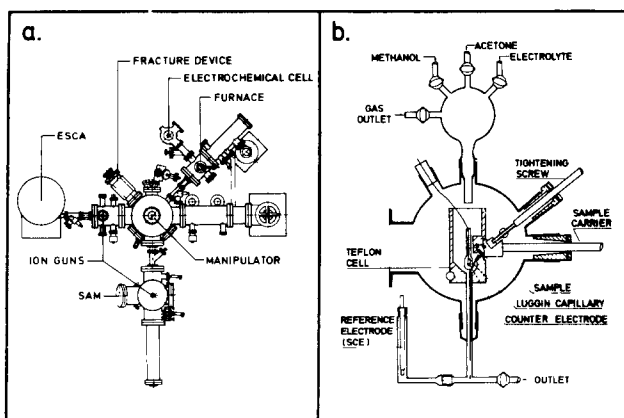 a.
FRACTURE DEVICE
ELECTROCHEMICAL CELL
FURNACE
ESCA
ION GUNS
MANIPULATOR
SAM
b.
ACETONE
METHANOL
ELECTROLYTE
GAS
OUTLET
TIGHTENING
SCREW
SAMPLE
CARRIER
TEFLON
CELL
SAMPLE
LUGGIN CAPILLARY
COUNTER ELECTRODE
REFERENCE
ELECTRODE
(SCE)
OUTLET